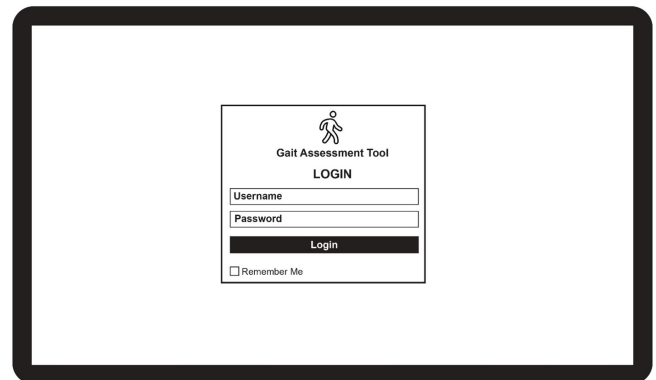 Gait Assessment Tool
LOGIN
Username
Password
Login
Remember Me